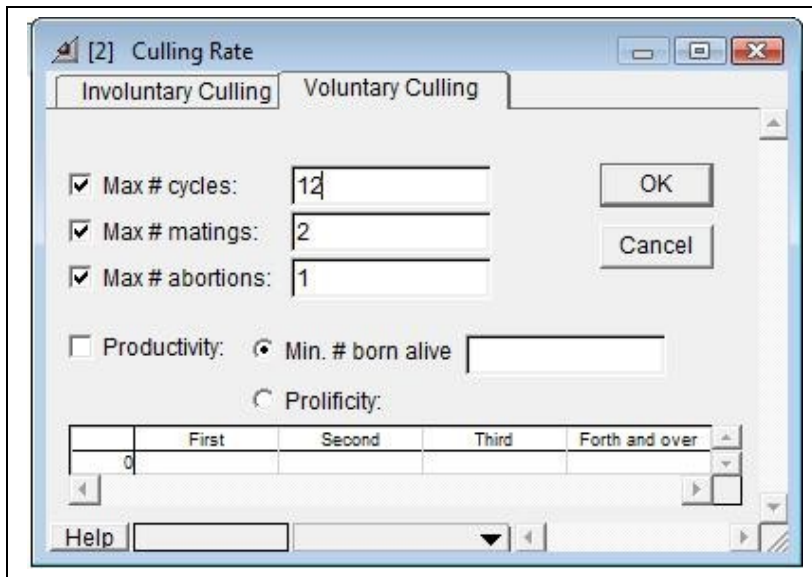 [2] Culling Rate
Involuntary Culling Voluntary Culling
Max # cycles: 12 OK
Max # matings: 2
Cancel
Max # abortions: 1
Productivity: Min. # born alive
Prolificity:
First Second Third Forth and over
0
Help